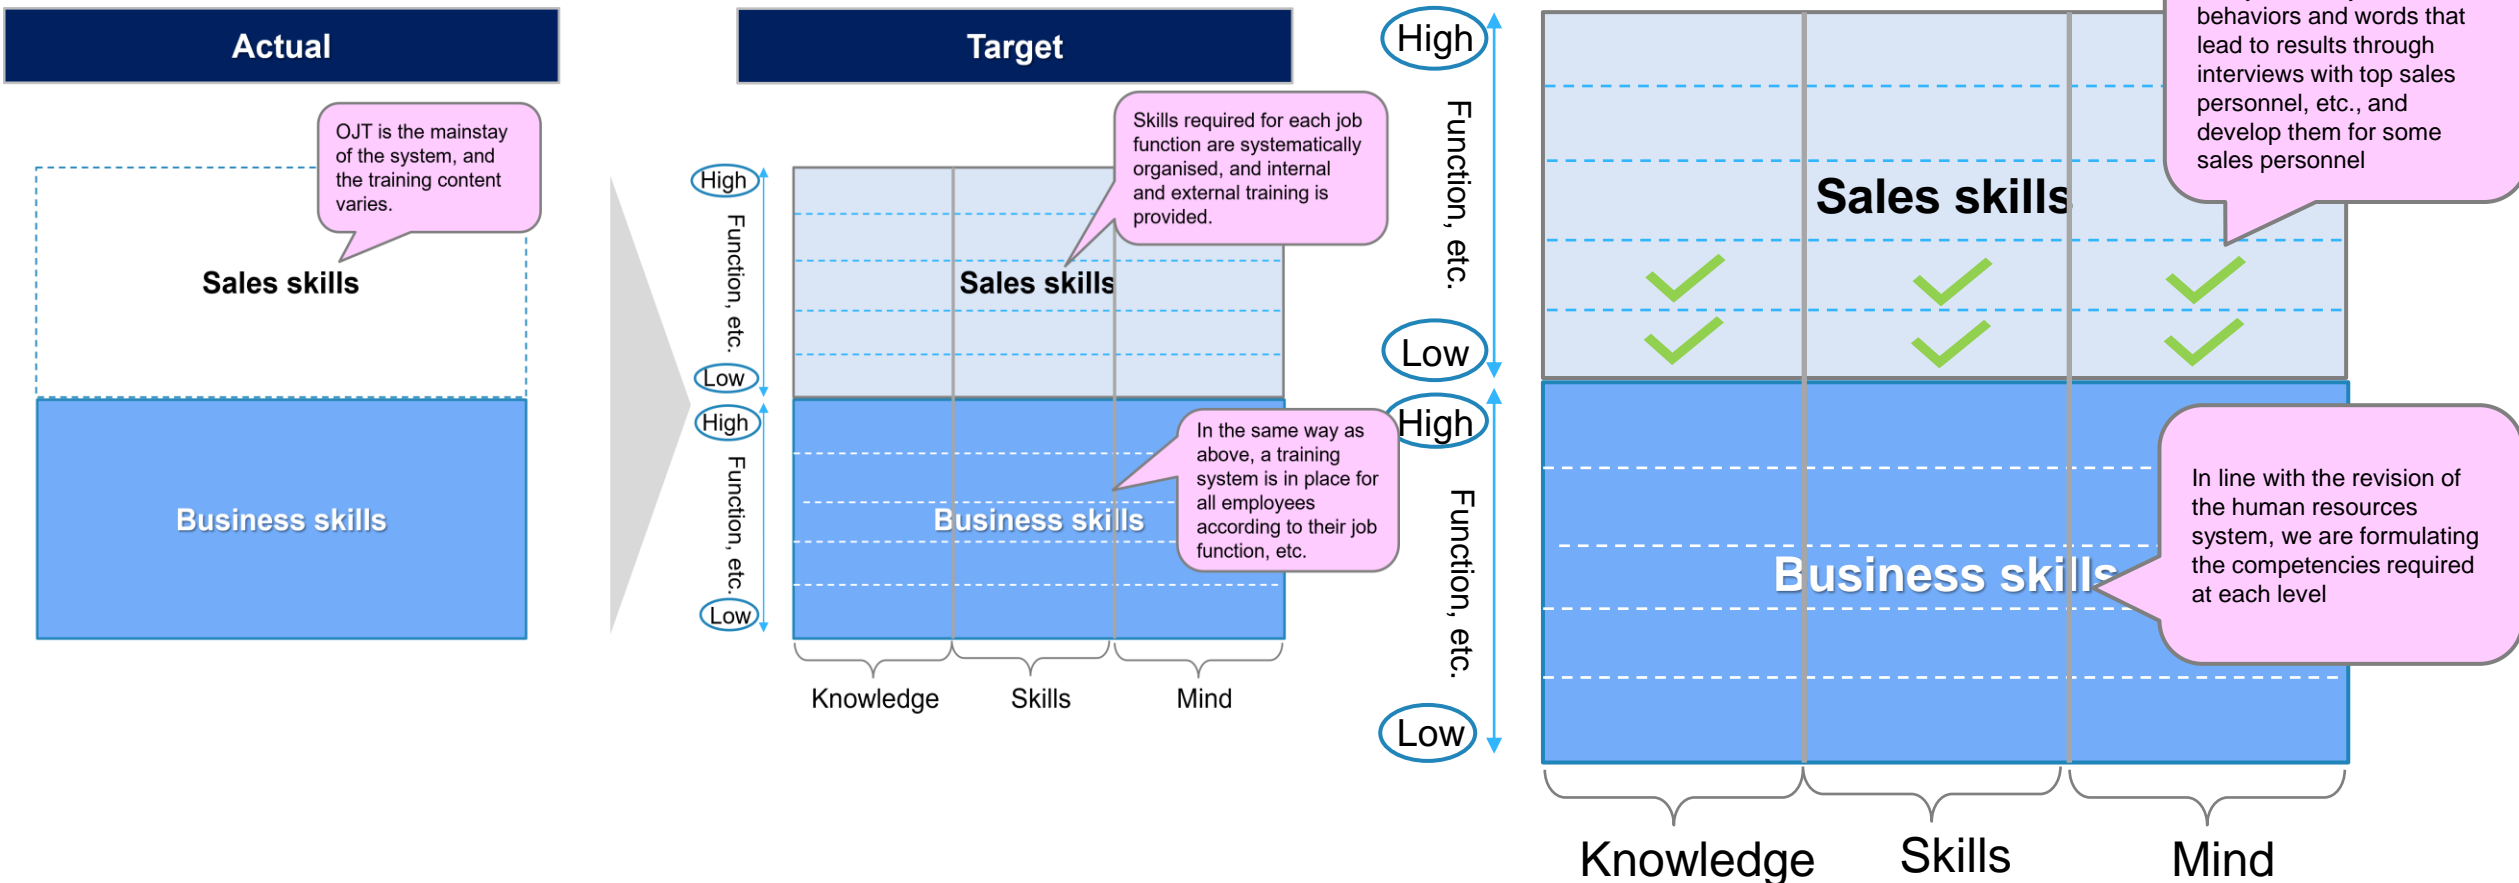 Actual
OJT is the mainstay
of the system, and
the training content
varies.
Sales skills
Business skills
Target
Skills required for each job
function are systematically
organised, and internal
and external training is
provided.
High
Function, etc.
Low
Sales skills
High
Function, etc.
Low
In the same way as
above, a training
system is in place for
all employees
according to their job
function, etc.
Business skills
Knowledge
Skills
Mind
High
Function, etc.
Low
behaviors and words that
lead to results through
interviews with top sales
personnel, etc., and
develop them for some
sales personnel
Sales skills
High
Function, etc.
Low
In line with the revision of
the human resources
system, we are formulating
the competencies required
at each level
Business skills
Knowledge
Skills
Mind